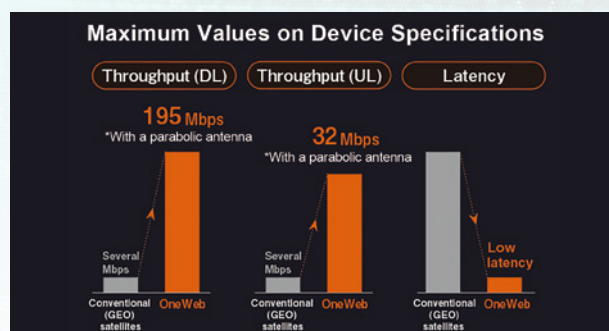 Maximum Values on Device Specifications
Throughput (DL)
195 Mbps
*With a parabolic antenna
Several
Mbps
Conventional
(GEO)
satellites
OneWeb
Throughput (UL)
32 Mbps
*With a parabolic antenna
Several
Mbps
Conventional
(GEO)
satellites
OneWeb
Latency
Low
latency
Conventional
(GEO)
satellites
OneWeb